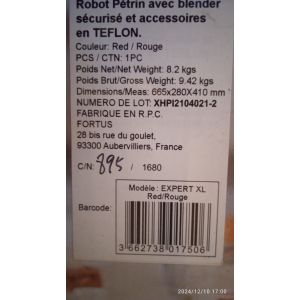 Robot Pétrin avec blender
sécurisé et accessoires
en TEFLON.
Couleur: Red / Rouge
PCS / CTN: 1PC
Poids Net/Net Weight: 8.2 kg
Poids Brut/Gross Weight: 9.42 kg
Dimensions/Meas: 665x280X410 mm
NUMERO DE LOT: XHPI2104021-2
FABRIQUE EN R.P.C.
FORTUS
28 bis rue du goulet,
93300 Aubervilliers, France
C/N: 895 / 1680
Modèle: EXPERT XL
Red/Rouge
Barcode:
3 662738 017506
2024/12/10 17:00